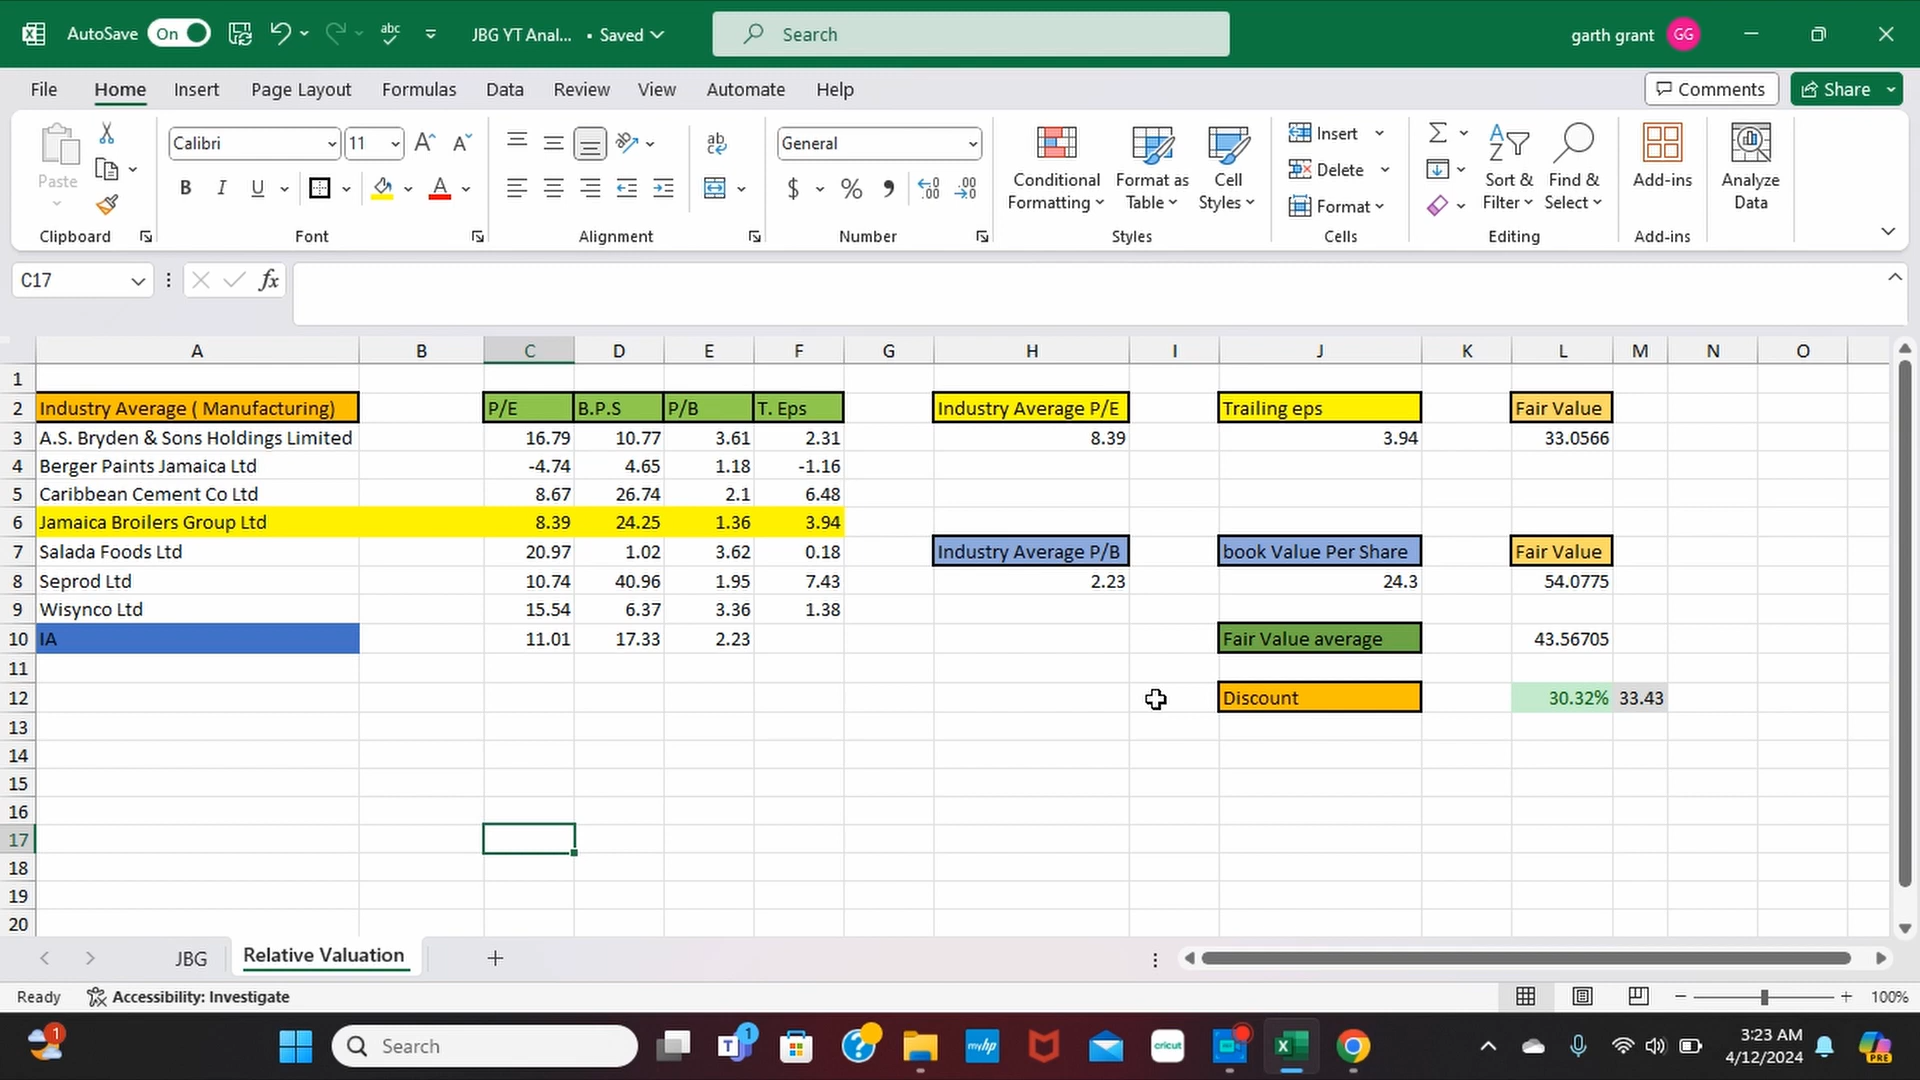 AutoSave On abc JBG YT Anal... • Saved Search garth grant GG
File Home Insert Page Layout Formulas Data Review View Automate Help Comments Share
Paste Calibri 11 A^ A˅ ab General Conditional Formatting Format as Table Cell Styles Insert Delete Format Sort & Filter Find & Select Add-ins Analyze Data
B I U A $ % , .00
Clipboard Font Alignment Number Styles Cells Editing Add-ins
C17 fx
A B C D E F G H I J K L M N O
1
2 Industry Average ( Manufacturing) P/E B.P.S P/B T. Eps Industry Average P/E Trailing eps Fair Value
3 A.S. Bryden & Sons Holdings Limited 16.79 10.77 3.61 2.31 8.39 3.94 33.0566
4 Berger Paints Jamaica Ltd -4.74 4.65 1.18 -1.16
5 Caribbean Cement Co Ltd 8.67 26.74 2.1 6.48
6 Jamaica Broilers Group Ltd 8.39 24.25 1.36 3.94
7 Salada Foods Ltd 20.97 1.02 3.62 0.18 Industry Average P/B book Value Per Share Fair Value
8 Seprod Ltd 10.74 40.96 1.95 7.43 2.23 24.3 54.0775
9 Wisynco Ltd 15.54 6.37 3.36 1.38
10 IA 11.01 17.33 2.23 Fair Value average 43.56705
11
12 Discount 30.32% 33.43
13
14
15
16
17
18
19
20
JBG Relative Valuation +
Ready Accessibility: Investigate 100%
1 Search T 1 ? myhp cricut X 3:23 AM PRE
4/12/2024